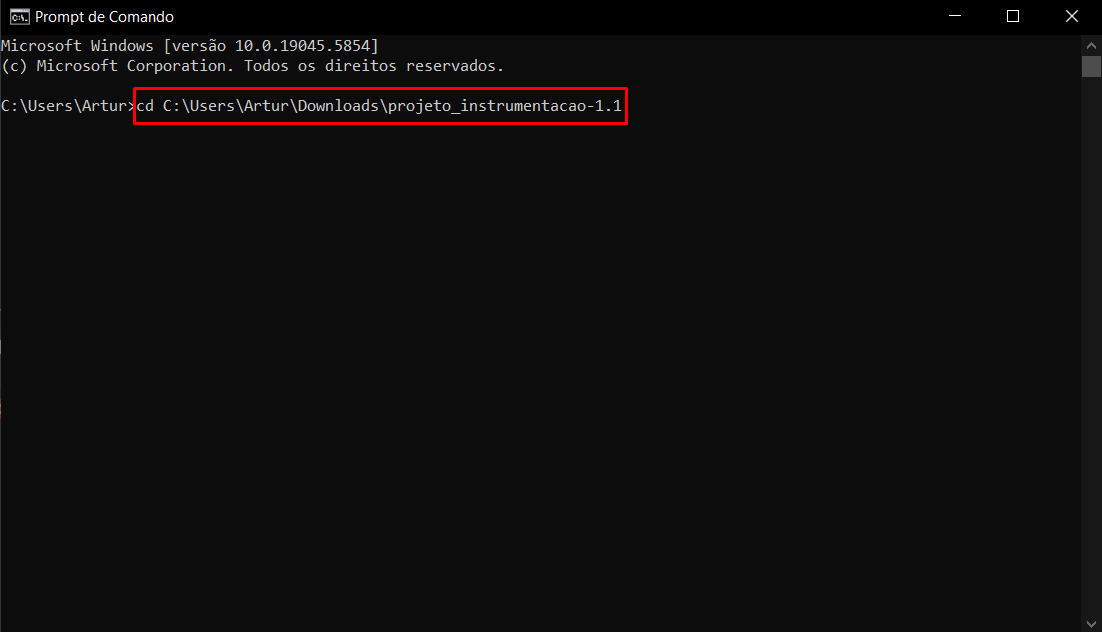 Prompt de Comando
Microsoft Windows [versão 10.0.19045.5854]
(c) Microsoft Corporation. Todos os direitos reservados.
C:\Users\Artur>cd C:\Users\Artur\Downloads\projeto_instrumentacao-1.1